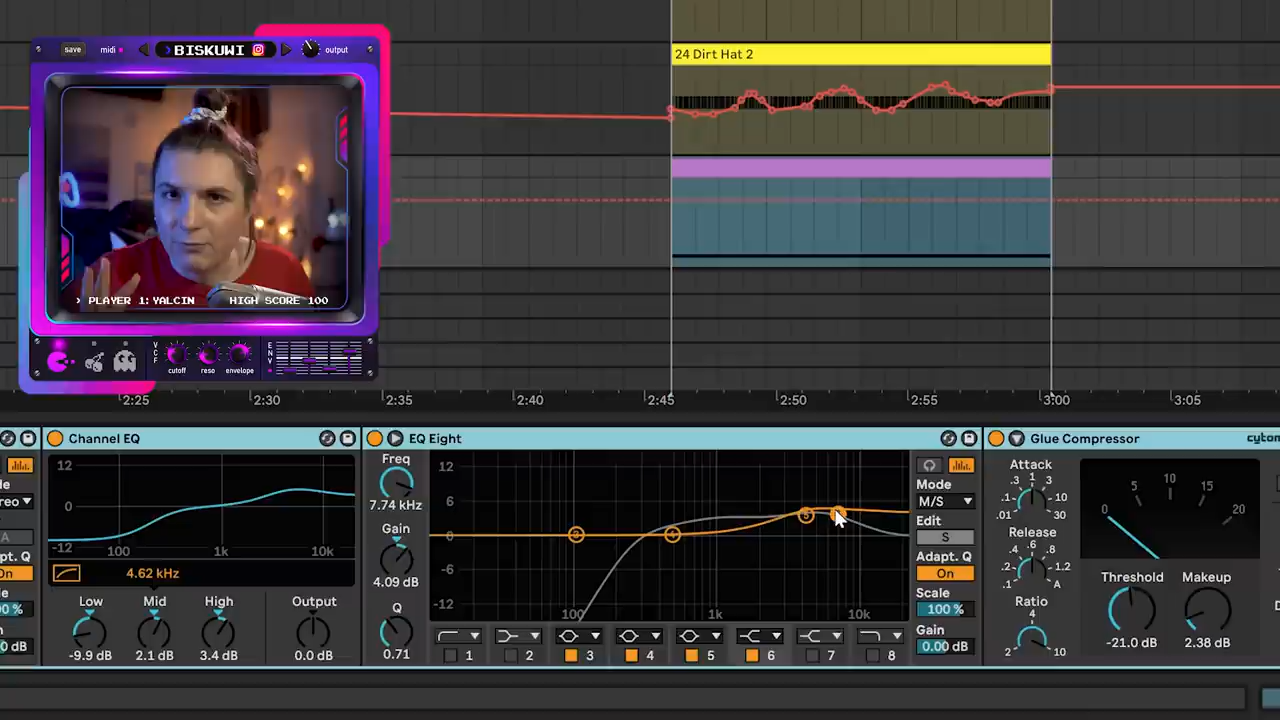 save midi BISKUWI output
24 Dirt Hat 2
› PLAYER 1: YALCIN HIGH SCORE 100
VCF cutoff reso envelope ENV
2:25 2:30 2:35 2:40 2:45 2:50 2:55 3:00 3:05
Channel EQ
12
0
-12
100 1k 10k
4.62 kHz
Low Mid High Output
-9.9 dB 2.1 dB 3.4 dB 0.0 dB
EQ Eight
Freq
7.74 kHz
Gain
4.09 dB
Q
0.71
12
6
0
-6
-12
100 1k 10k
3 4 5
1 2 3 4 5 6 7 8
Mode
M/S
Edit
S
Adapt. Q
On
Scale
100 %
Gain
0.00 dB
Glue Compressor
Attack
.01 .1 .3 1 3 10 30
Release
.1 .2 .4 .6 .8 1.2 A
Ratio
2 4 10
0 5 10 15 20
Threshold Makeup
-21.0 dB 2.38 dB